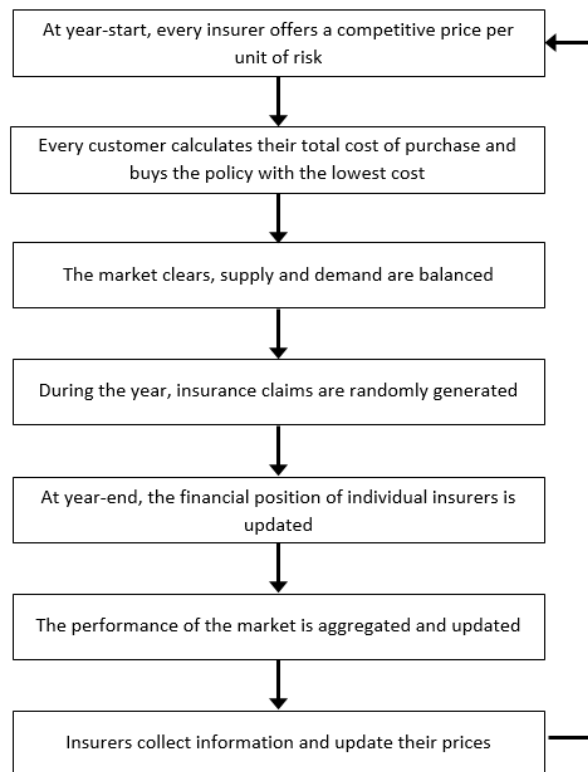 At year-start, every insurer offers a competitive price per
unit of risk
Every customer calculates their total cost of purchase and
buys the policy with the lowest cost
The market clears, supply and demand are balanced
During the year, insurance claims are randomly generated
At year-end, the financial position of individual insurers is
updated
The performance of the market is aggregated and updated
Insurers collect information and update their prices